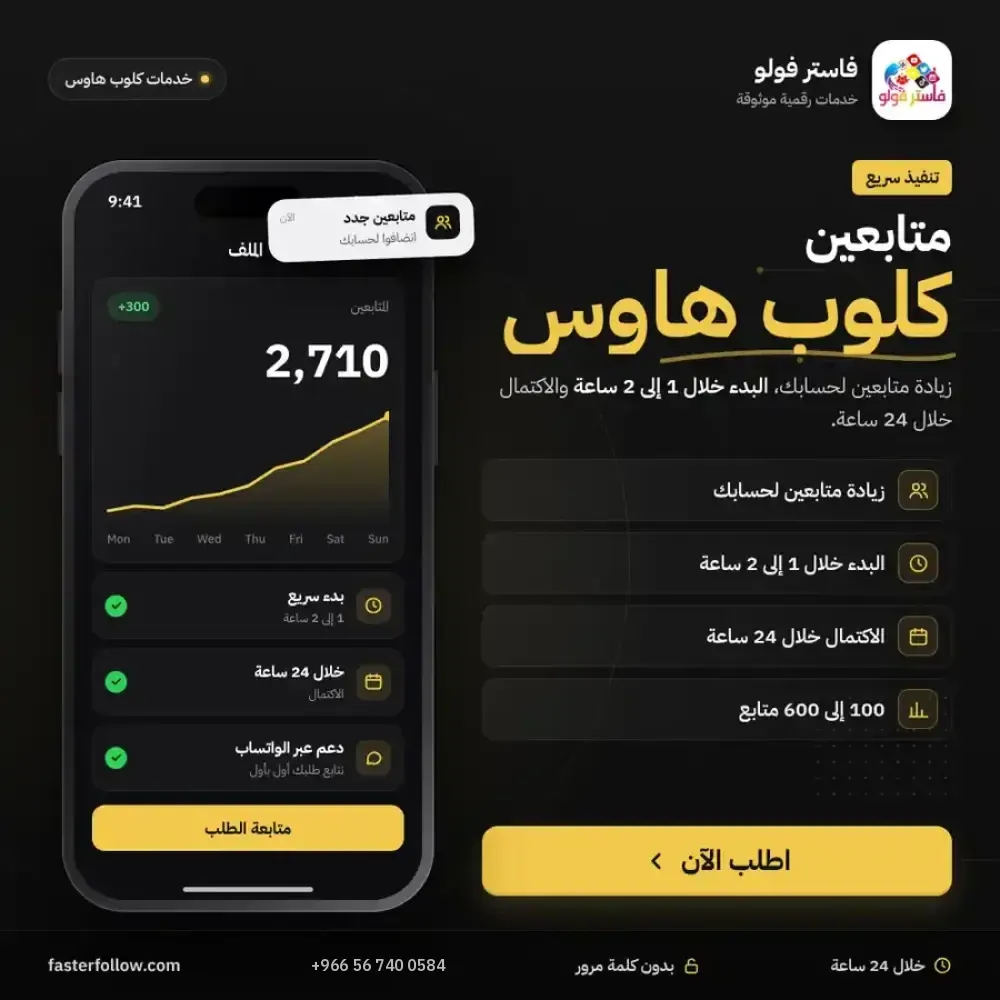 فاستر فولو
فاستر فولو
خدمات رقمية موثوقة
خدمات كلوب هاوس
تنفيذ سريع
متابعين
كلوب هاوس
زيادة متابعين لحسابك، البدء خلال 1 إلى 2 ساعة والاكتمال
خلال 24 ساعة.
زيادة متابعين لحسابك
البدء خلال 1 إلى 2 ساعة
الاكتمال خلال 24 ساعة
100 إلى 600 متابع
اطلب الآن
9:41
متابعين جدد
الآن
انضافوا لحسابك
الملف
المتابعين
+300
2,710
Mon Tue Wed Thu Fri Sat Sun
بدء سريع
1 إلى 2 ساعة
خلال 24 ساعة
الاكتمال
دعم عبر الواتساب
نتابع طلبك أول بأول
متابعة الطلب
خلال 24 ساعة
بدون كلمة مرور
+966 56 740 0584
fasterfollow.com